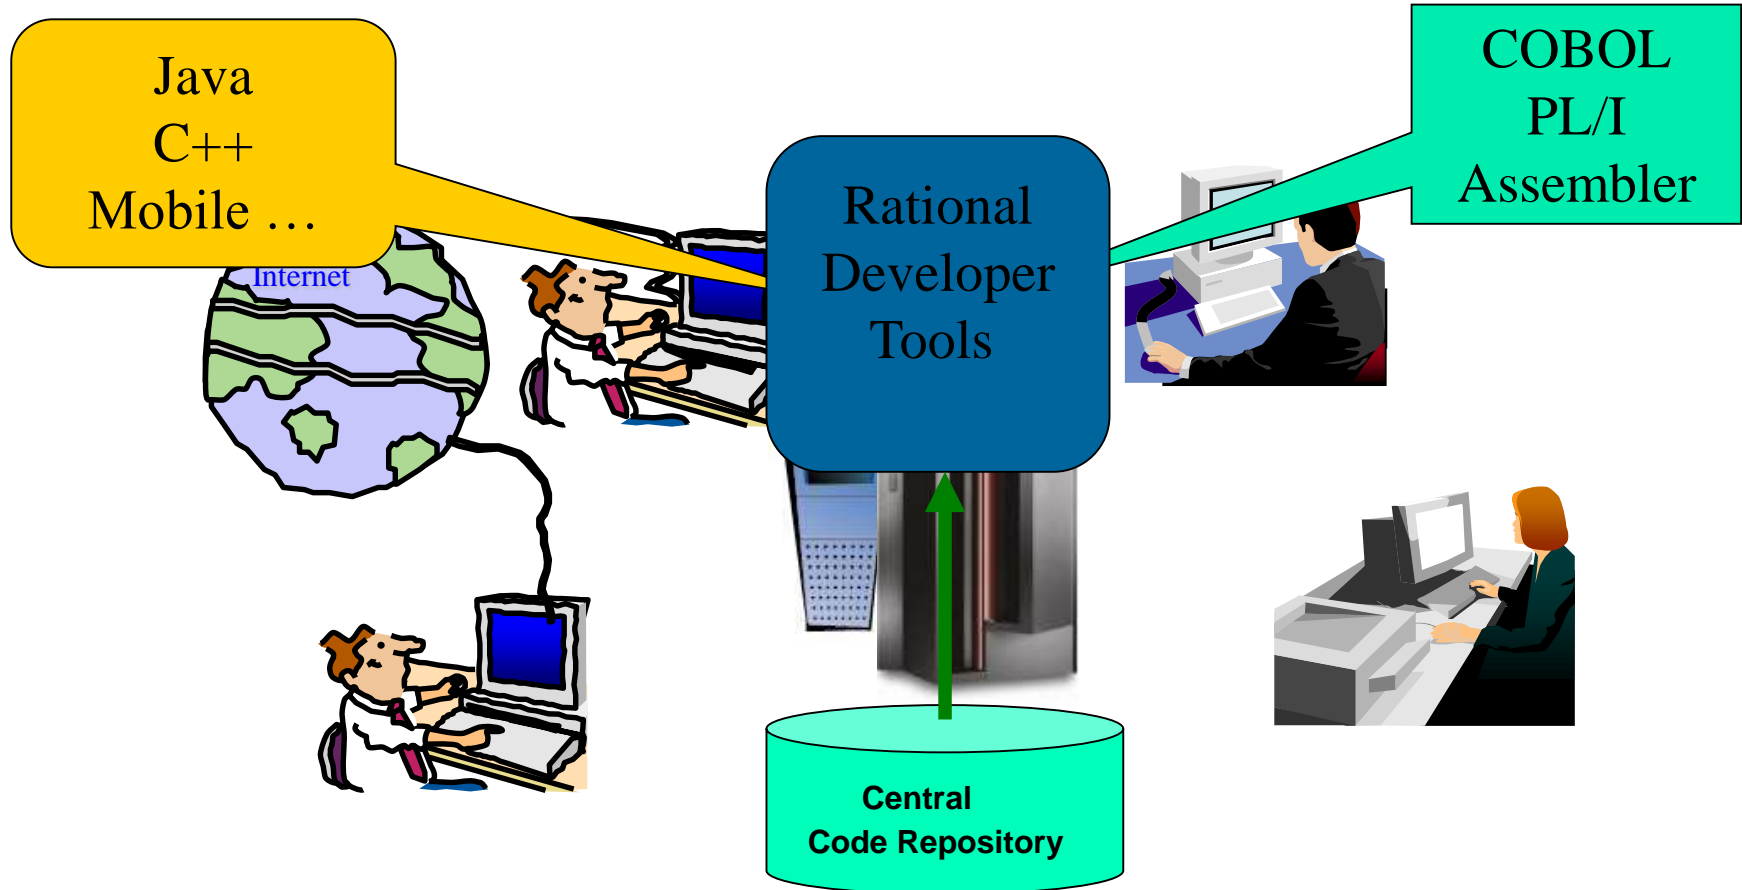 Java
C++
Mobile …
Internet
Rational
Developer
Tools
COBOL
PL/I
Assembler
Central
Code Repository